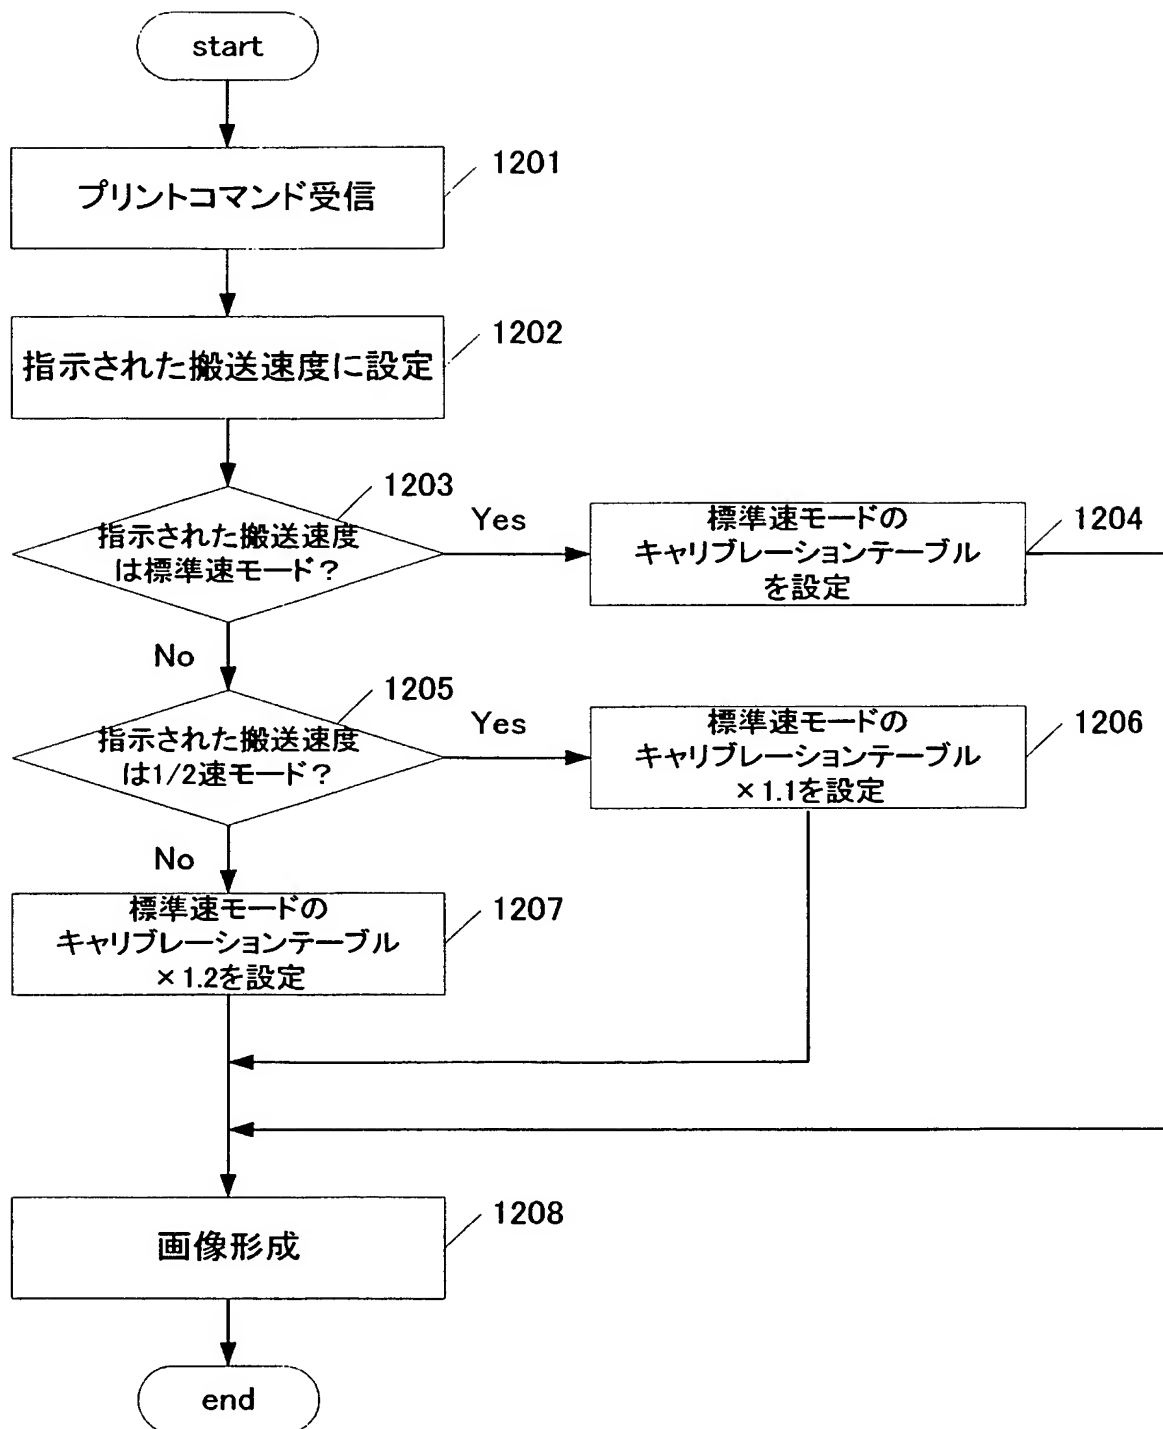 start
1201
プリントコマンド受信
1202
指示された搬送速度に設定
1203
指示された搬送速度
は標準速モード？
Yes
標準速モードの
キャリブレーションテーブル
を設定
1204
No
1205
指示された搬送速度
は1/2速モード？
Yes
標準速モードの
キャリブレーションテーブル
×1.1を設定
1206
No
標準速モードの
キャリブレーションテーブル
×1.2を設定
1207
画像形成
1208
end